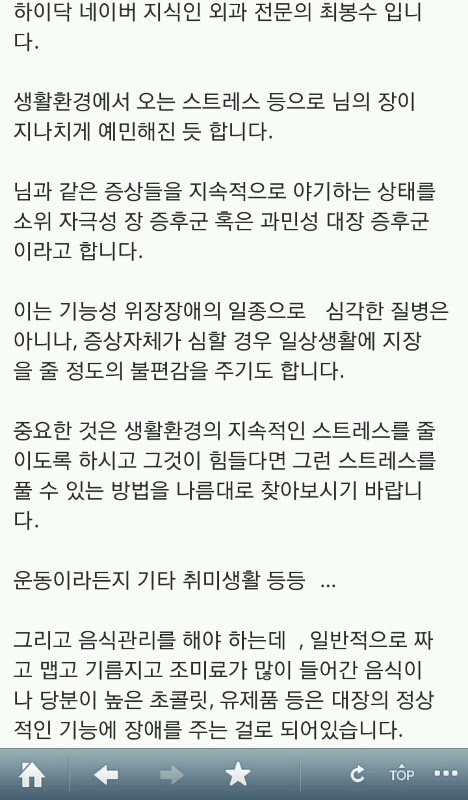 하이닥 네이버 지식인 외과 전문의 최봉수 입니
다.
생활환경에서 오는 스트레스 등으로 님의 장이
지나치게 예민해진 듯 합니다.
님과 같은 증상들을 지속적으로 야기하는 상태를
소위 자극성 장 증후군 혹은 과민성 대장 증후군
이라고 합니다.
이는 기능성 위장장애의 일종으로 심각한 질병은
아니나, 증상자체가 심할 경우 일상생활에 지장
을 줄 정도의 불편감을 주기도 합니다.
중요한 것은 생활환경의 지속적인 스트레스를 줄
이도록 하시고 그것이 힘들다면 그런 스트레스를
풀 수 있는 방법을 나름대로 찾아보시기 바랍니
다.
운동이라든지 기타 취미생활 등등 ...
그리고 음식관리를 해야 하는데 , 일반적으로 짜
고 맵고 기름지고 조미료가 많이 들어간 음식이
나 당분이 높은 초콜릿, 유제품 등은 대장의 정상
적인 기능에 장애를 주는 걸로 되어있습니다.
TOP